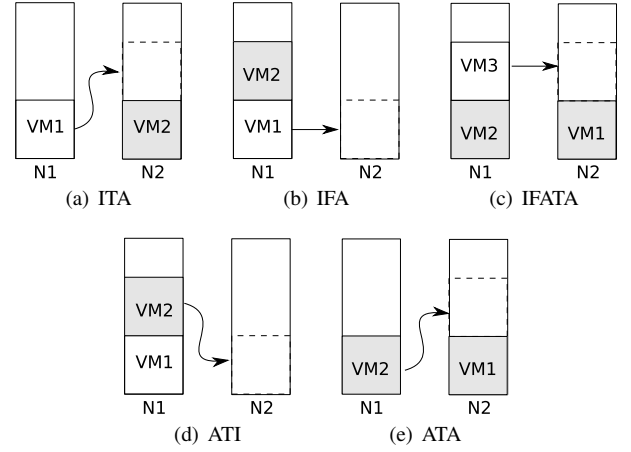 VM2 VM3
VM1 VM2 VM1 VM2 VM1
N1 N2 N1 N2 N1 N2
(a) ITA (b) IFA (c) IFATA
VM2
VM1 VM2 VM1
N1 N2 N1 N2
(d) ATI (e) ATA